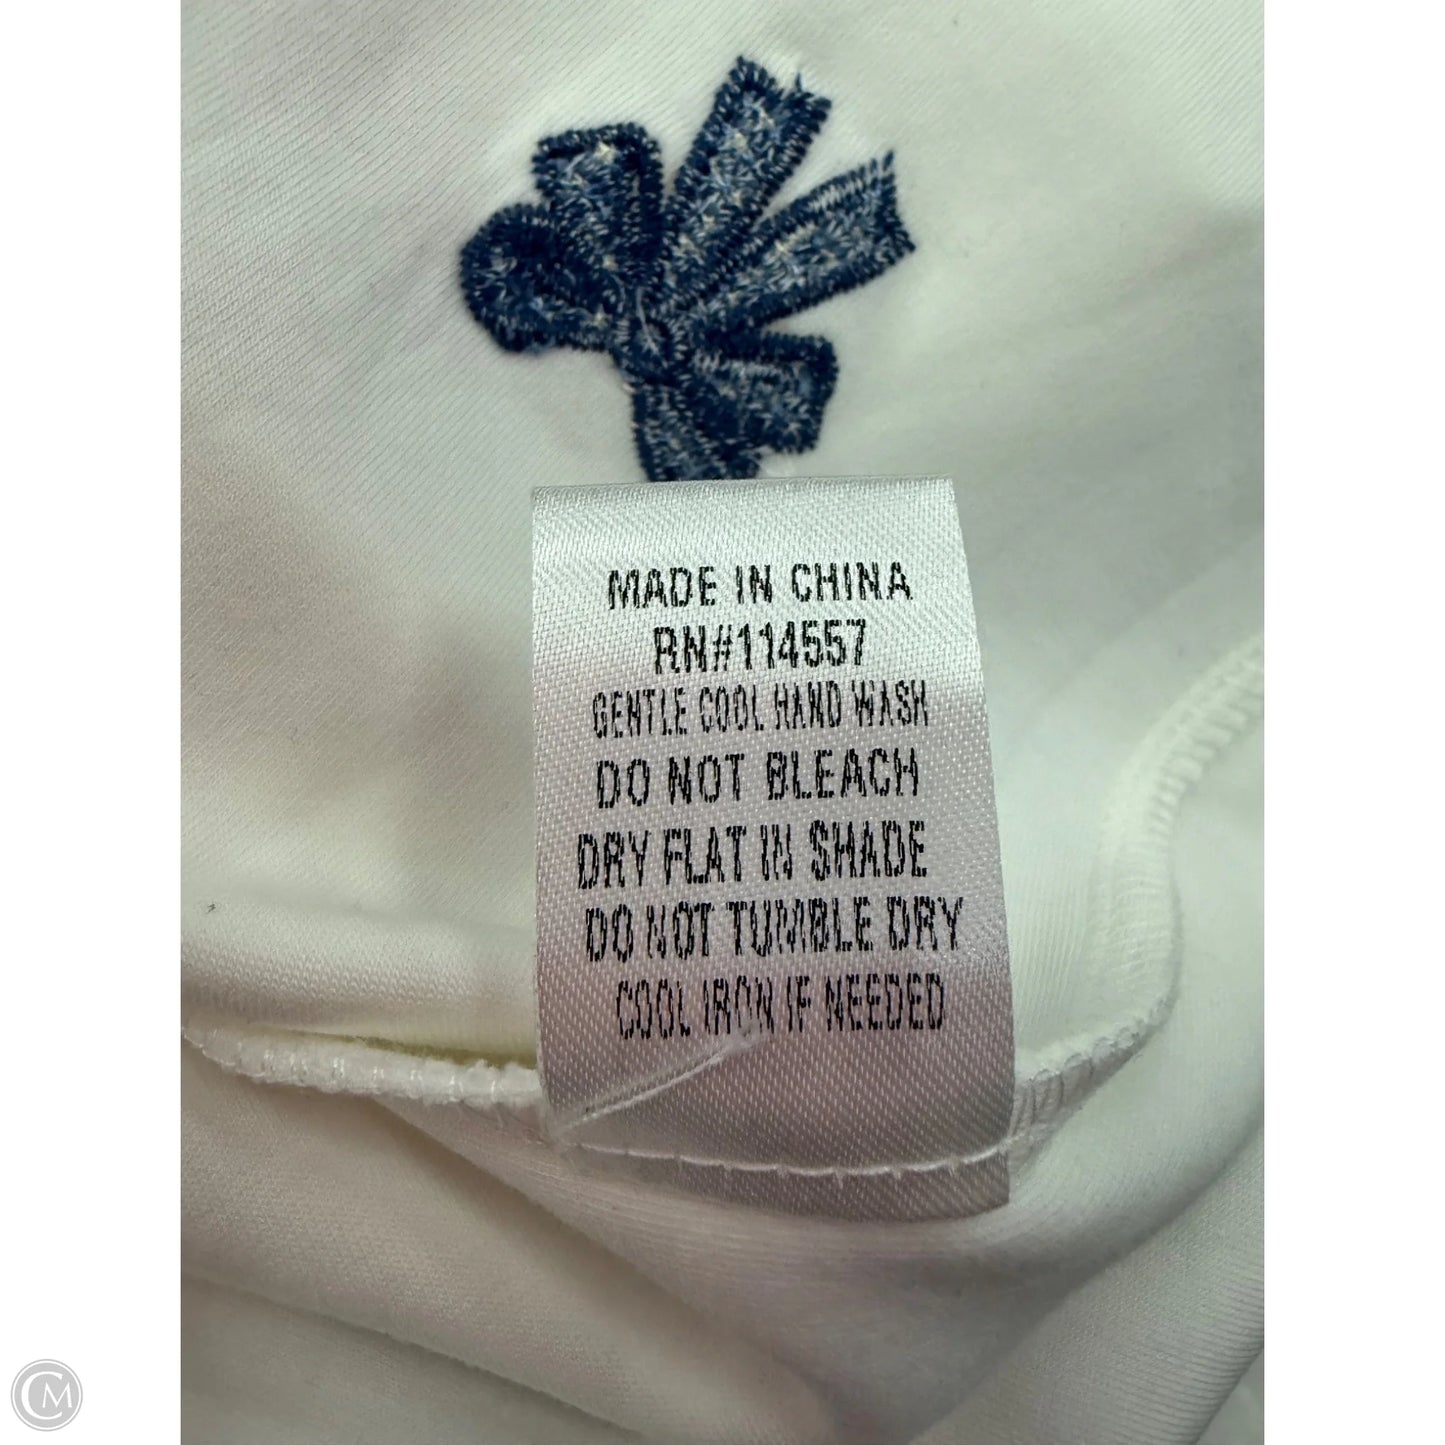 MADE IN CHINA
RN#114557
GENTLE COOL HAND WASH
DO NOT BLEACH
DRY FLAT IN SHADE
DO NOT TUMBLE DRY
COOL IRON IF NEEDED
CM